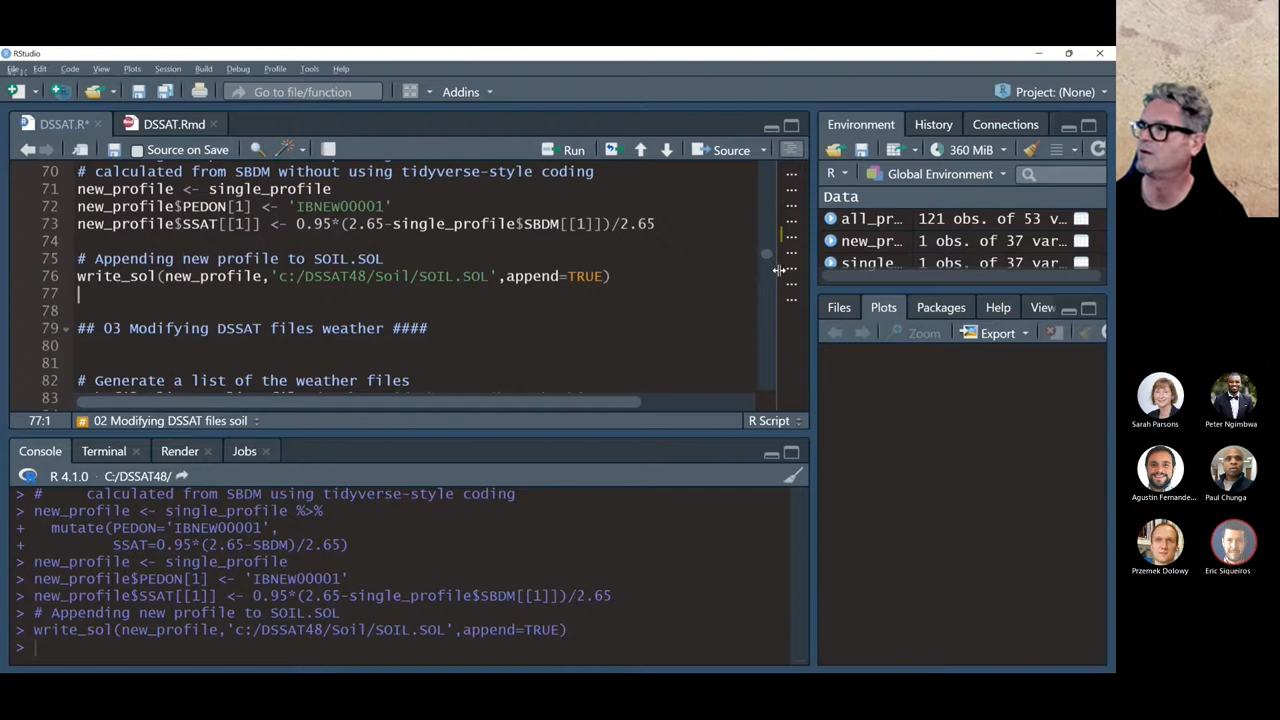 RStudio
File Edit Code View Plots Session Build Debug Profile Tools Help
Go to file/function
Addins
Project: (None)
DSSAT.R*
DSSAT.Rmd
Source on Save
Run
Source
70 # calculated from SBDM without using tidyverse-style coding
71 new_profile <- single_profile
72 new_profile$PEDON[1] <- 'IBNEW00001'
73 new_profile$SSAT[[1]] <- 0.95*(2.65-single_profile$SBDM[[1]])/2.65
74
75 # Appending new profile to SOIL.SOL
76 write_sol(new_profile,'c:/DSSAT48/Soil/SOIL.SOL',append=TRUE)
77
78
79 ## 03 Modifying DSSAT files weather ####
80
81
82 # Generate a list of the weather files
83
77:1
02 Modifying DSSAT files soil
R Script
Console Terminal Render Jobs
R 4.1.0 · C:/DSSAT48/
> #     calculated from SBDM using tidyverse-style coding
> new_profile <- single_profile %>%
+   mutate(PEDON='IBNEW00001',
+          SSAT=0.95*(2.65-SBDM)/2.65)
> new_profile <- single_profile
> new_profile$PEDON[1] <- 'IBNEW00001'
> new_profile$SSAT[[1]] <- 0.95*(2.65-single_profile$SBDM[[1]])/2.65
> # Appending new profile to SOIL.SOL
> write_sol(new_profile,'c:/DSSAT48/Soil/SOIL.SOL',append=TRUE)
>
Environment History Connections
360 MiB
R
Global Environment
Data
all_pr… 121 obs. of 53 va…
new_pr… 1 obs. of 37 var…
single… 1 obs. of 37 var…
Files Plots Packages Help View
Zoom
Export
Sarah Parsons
Peter Ngimbwa
Agustin Fernande...
Paul Chunga
Przemek Dolowy
Eric Siqueiros